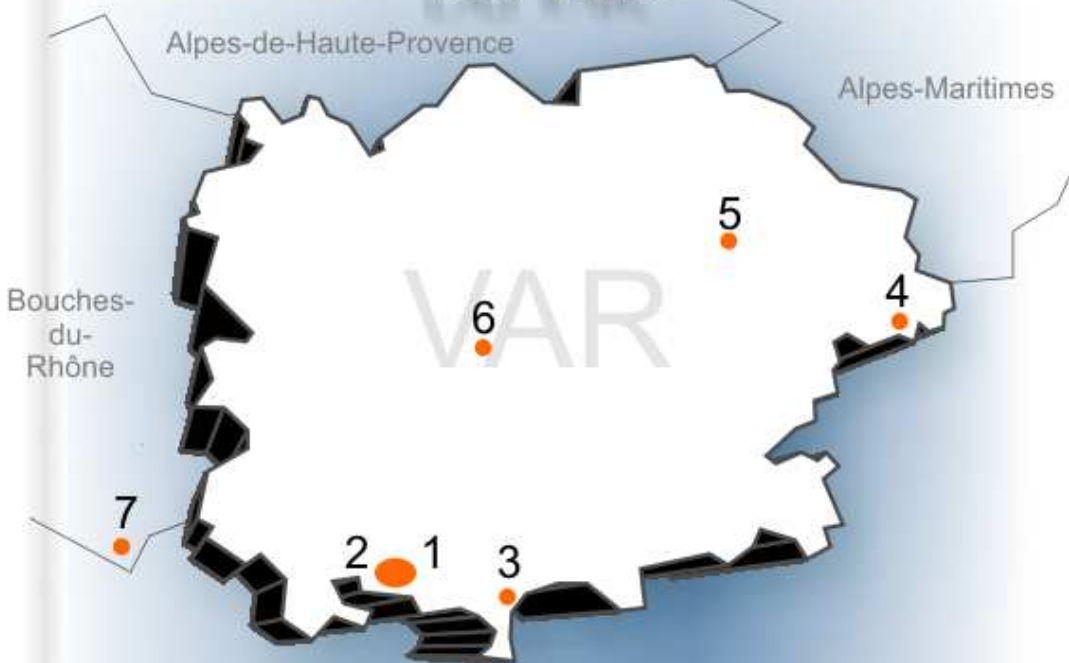 Alpes-de-Haute-Provence
Alpes-Maritimes
5
Bouches-
du-
Rhône
VAR
4
6
7
2 1
3